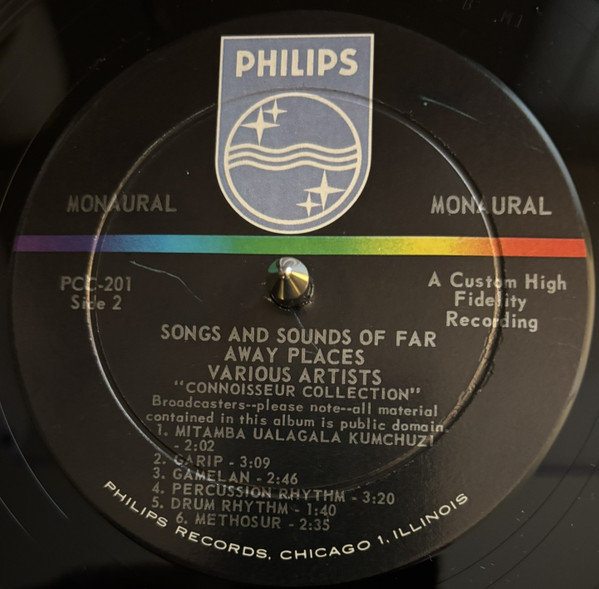 PHILIPS
MONAURAL
MONAURAL
PCC-201
Side 2
A Custom High
Fidelity
Recording
SONGS AND SOUNDS OF FAR
AWAY PLACES
VARIOUS ARTISTS
"CONNOISSEUR COLLECTION"
Broadcasters--please note--all material
contained in this album is public domain
1. MITAMBA UALAGALA KUMCHUZI
- 2:02
2. GARIP - 3:09
3. GAMELAN - 2:46
4. PERCUSSION RHYTHM - 3:20
5. DRUM RHYTHM - 1:40
6. METHOSUR - 2:35
PHILIPS RECORDS, CHICAGO 1, ILLINOIS